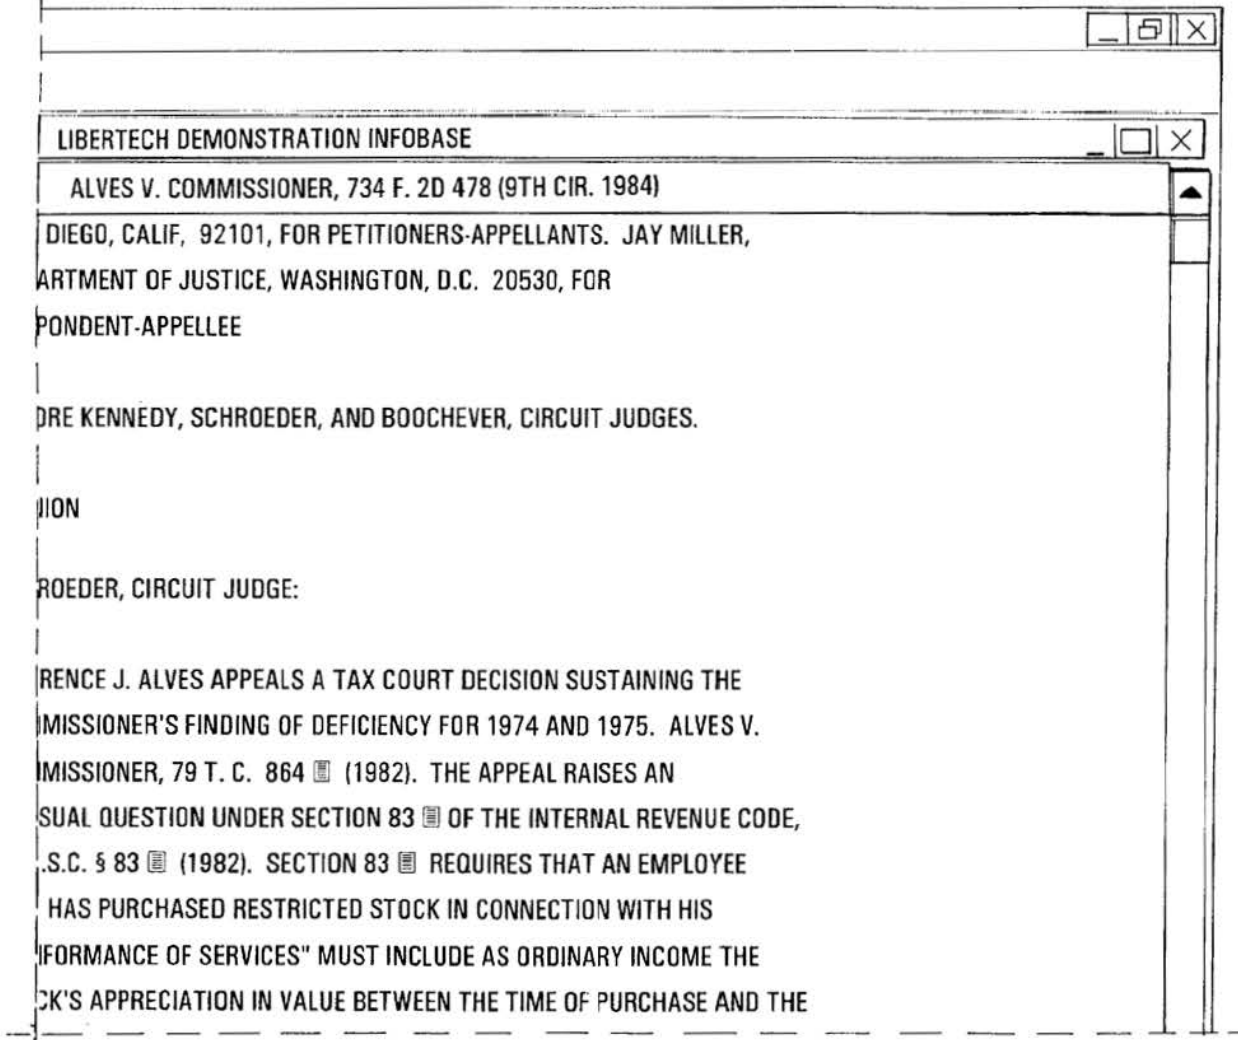 LIBERTECH DEMONSTRATION INFOBASE
ALVES V. COMMISSIONER, 734 F. 2D 478 (9TH CIR. 1984)
DIEGO, CALIF, 92101, FOR PETITIONERS-APPELLANTS. JAY MILLER,
ARTMENT OF JUSTICE, WASHINGTON, D.C. 20530, FOR
PONDENT-APPELLEE
ORE KENNEDY, SCHROEDER, AND BOOCHEVER, CIRCUIT JUDGES.
NION
ROEDER, CIRCUIT JUDGE:
RENCE J. ALVES APPEALS A TAX COURT DECISION SUSTAINING THE
MISSIONER'S FINDING OF DEFICIENCY FOR 1974 AND 1975. ALVES V.
MISSIONER, 79 T. C. 864 (1982). THE APPEAL RAISES AN
SUAL QUESTION UNDER SECTION 83 OF THE INTERNAL REVENUE CODE,
.S.C. § 83 (1982). SECTION 83 REQUIRES THAT AN EMPLOYEE
HAS PURCHASED RESTRICTED STOCK IN CONNECTION WITH HIS
FORMANCE OF SERVICES" MUST INCLUDE AS ORDINARY INCOME THE
CK'S APPRECIATION IN VALUE BETWEEN THE TIME OF PURCHASE AND THE